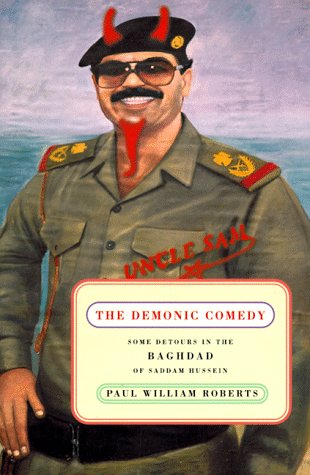 UNCLE SAM
THE DEMONIC COMEDY
SOME DETOURS IN THE
BAGHDAD
OF SADDAM HUSSEIN
PAUL WILLIAM ROBERTS